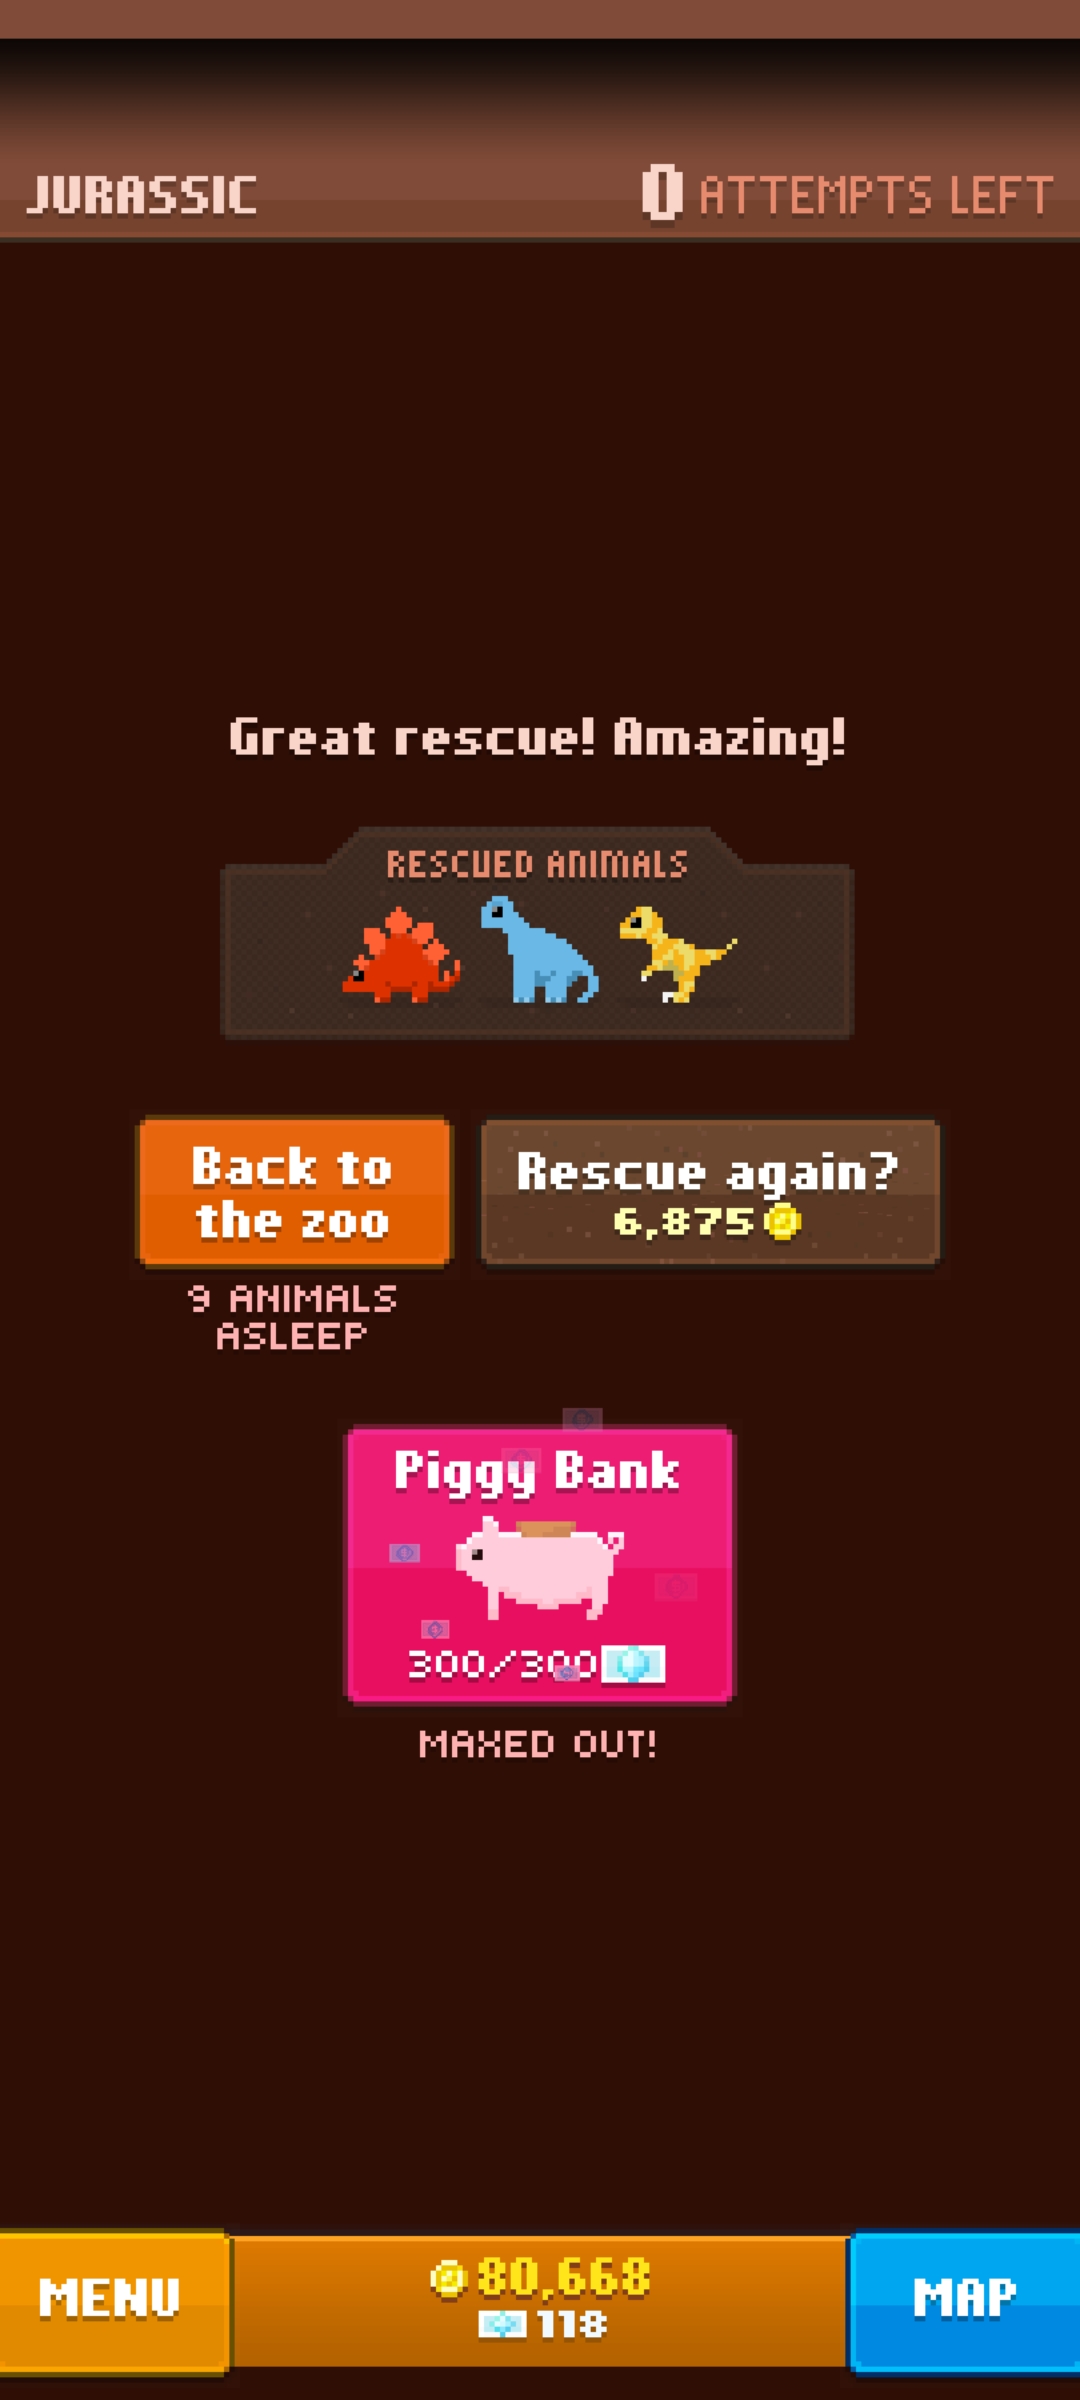 JURASSIC
0 ATTEMPTS LEFT
Great rescue! Amazing!
RESCUED ANIMALS
Back to
the zoo
Rescue again?
6,875
9 ANIMALS
ASLEEP
Piggy Bank
300/300
MAXED OUT!
MENU
80,668
118
MAP